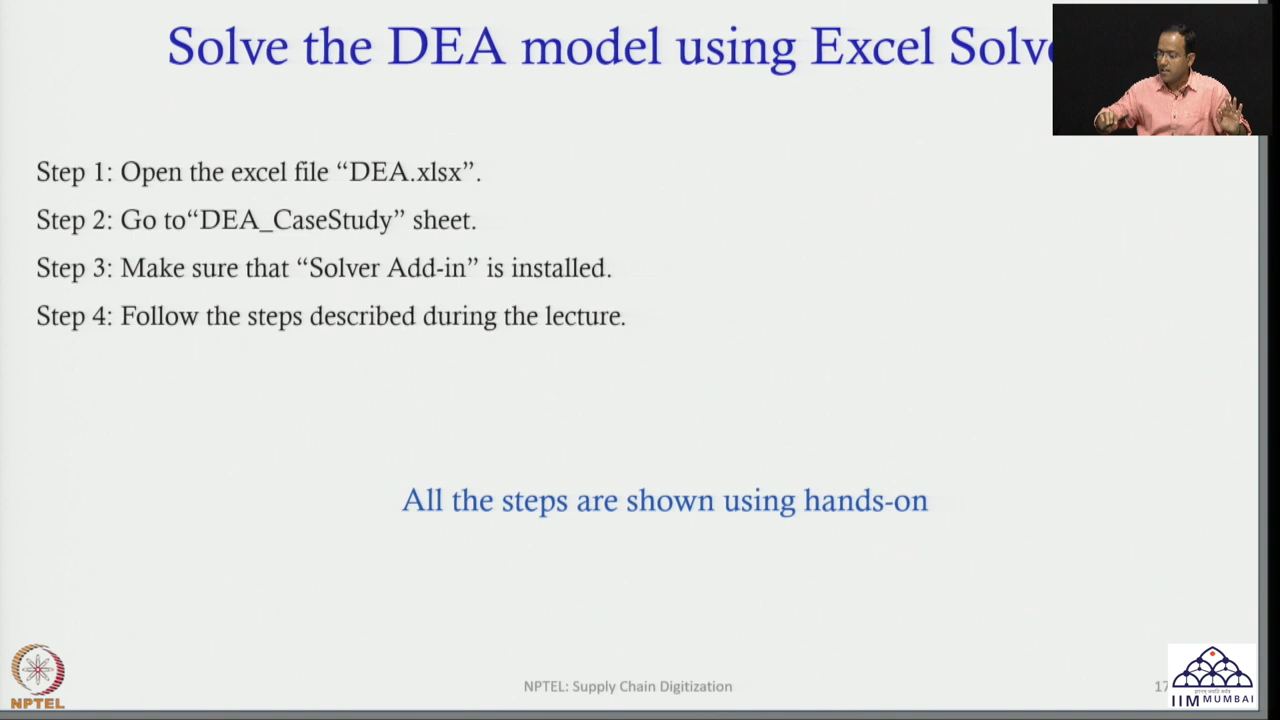 Solve the DEA model using Excel Solve
Step 1: Open the excel file “DEA.xlsx”.
Step 2: Go to“DEA_CaseStudy” sheet.
Step 3: Make sure that “Solver Add-in” is installed.
Step 4: Follow the steps described during the lecture.
All the steps are shown using hands-on
NPTEL
NPTEL: Supply Chain Digitization
17
IIM MUMBAI